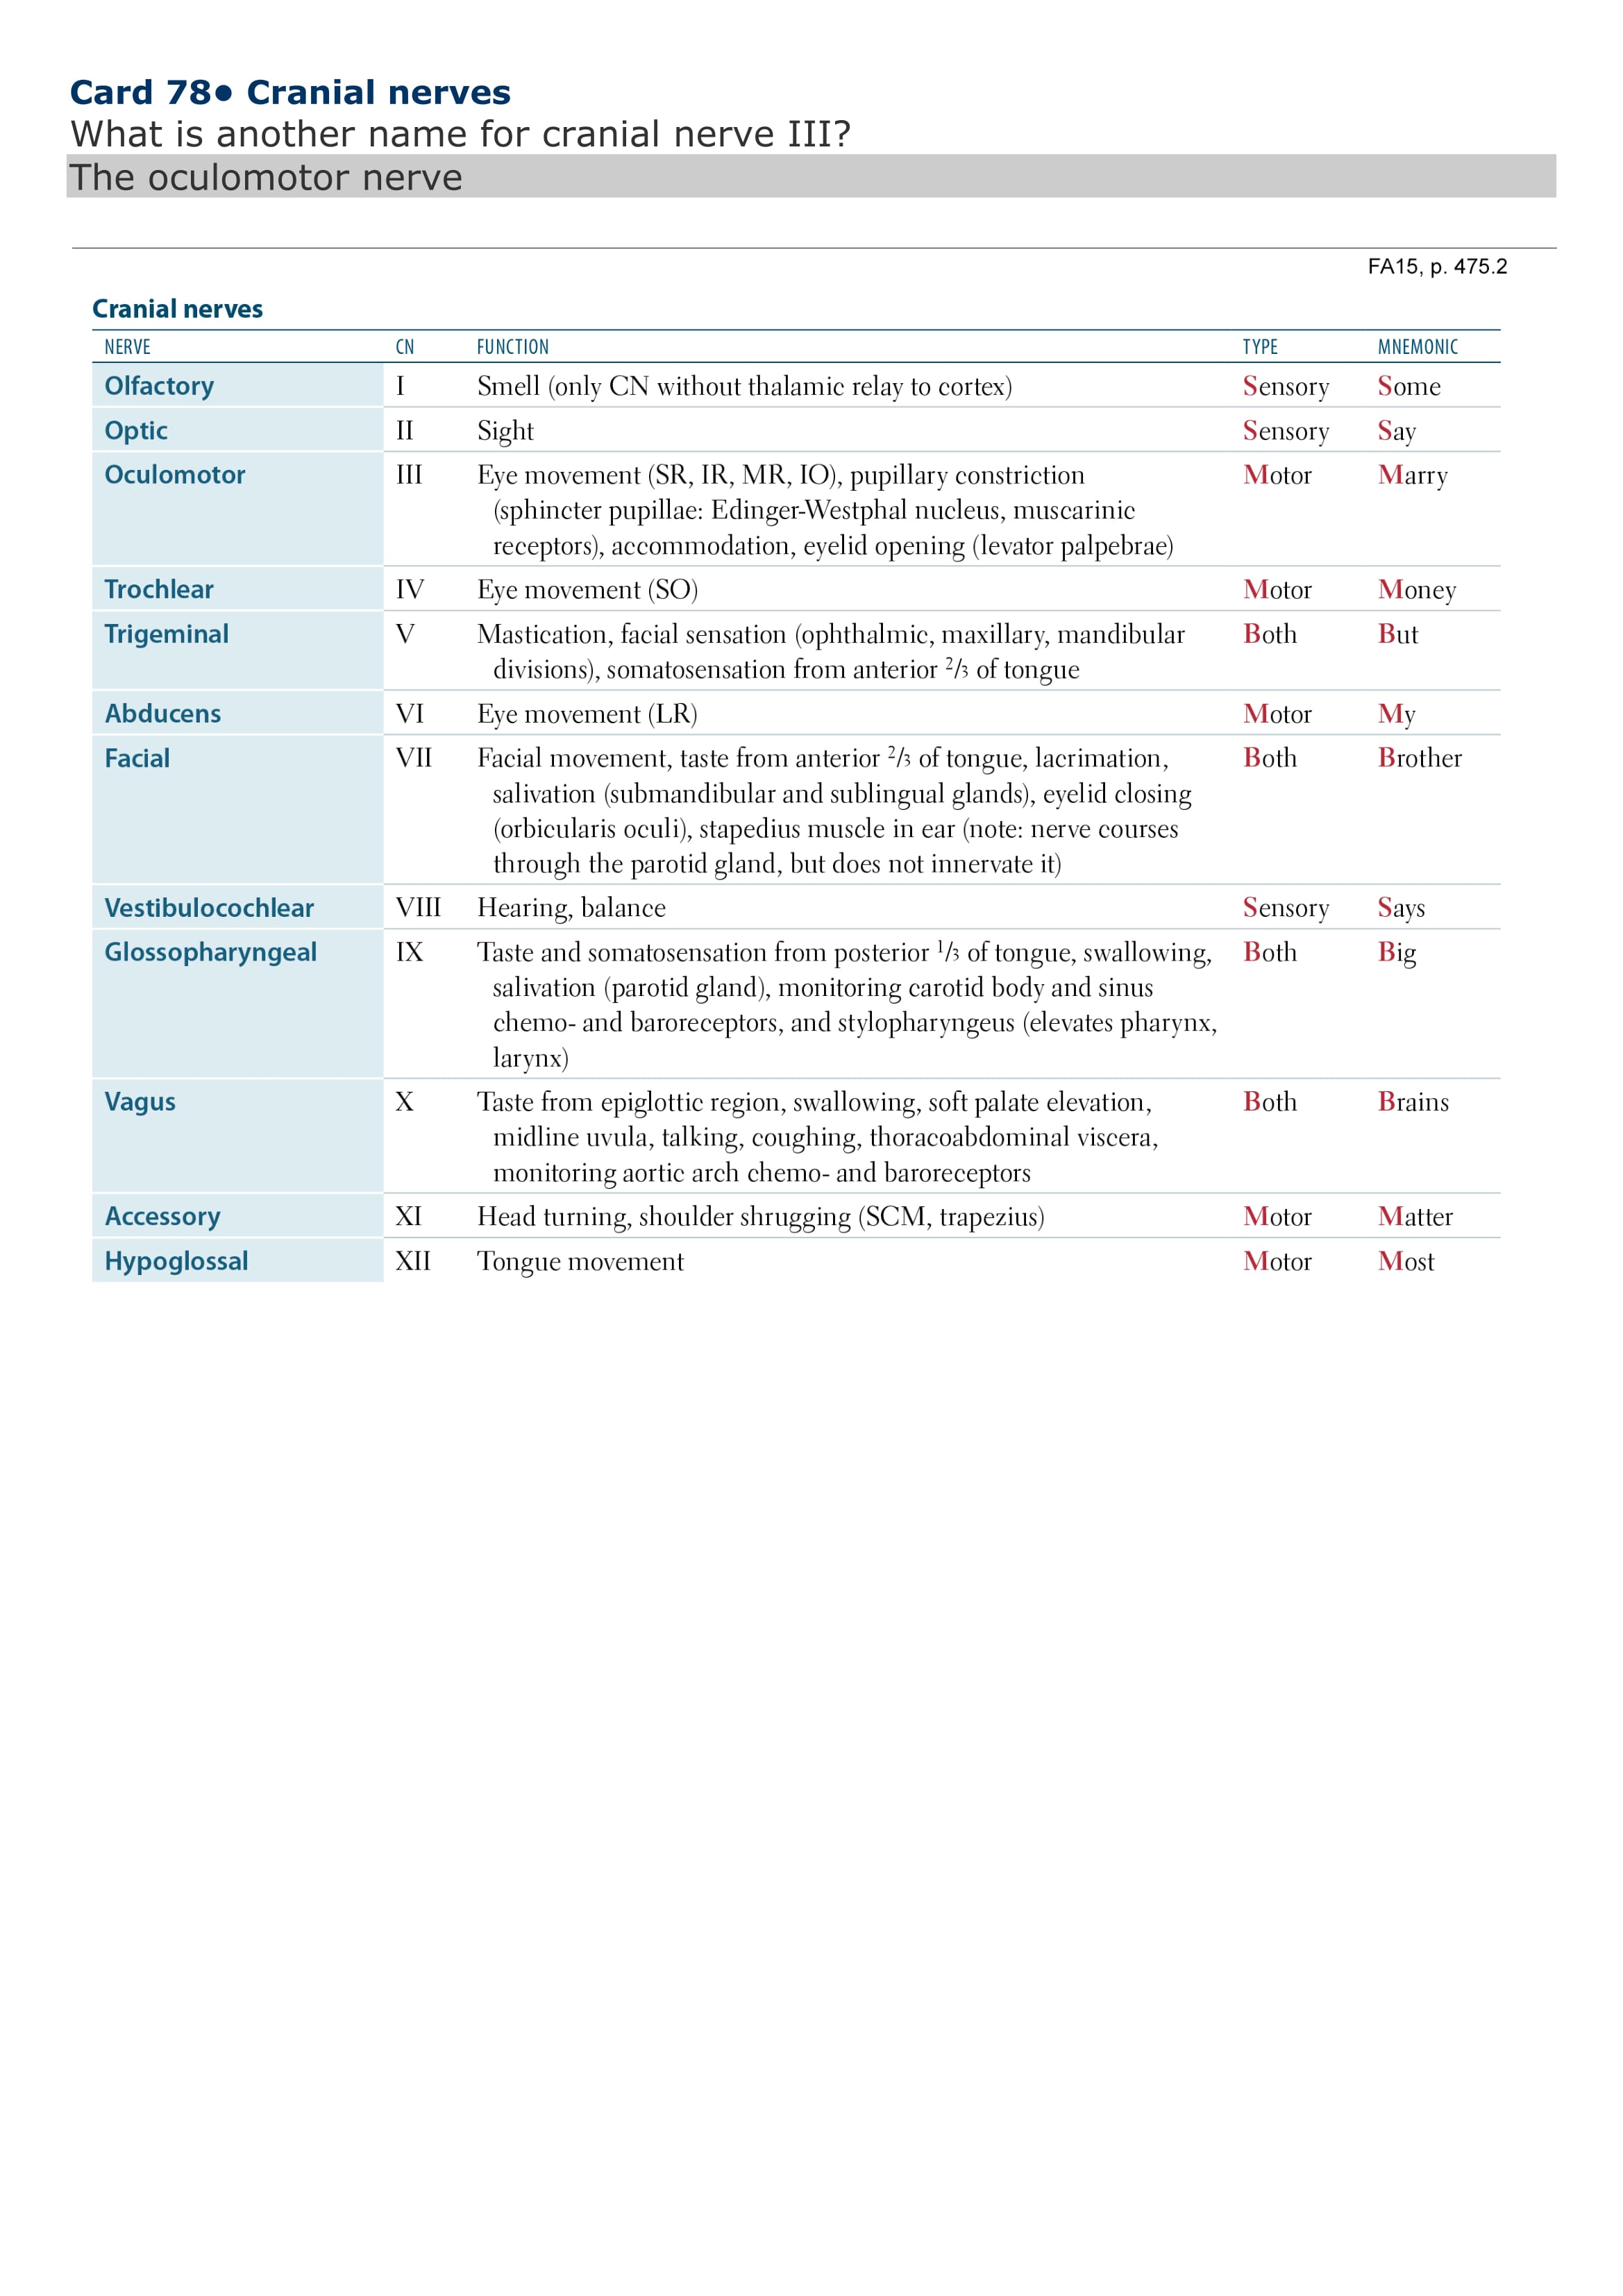 Card 78● Cranial nerves
What is another name for cranial nerve III?
The oculomotor nerve
FA15, p. 475.2
Cranial nerves
NERVE CN FUNCTION TYPE MNEMONIC
Olfactory I Smell (only CN without thalamic relay to cortex) Sensory Some
Optic II Sight Sensory Say
Oculomotor III Eye movement (SR, IR, MR, IO), pupillary constriction Motor Marry
(sphincter pupillae: Edinger-Westphal nucleus, muscarinic
receptors), accommodation, eyelid opening (levator palpebrae)
Trochlear IV Eye movement (SO) Motor Money
Trigeminal V Mastication, facial sensation (ophthalmic, maxillary, mandibular Both But
divisions), somatosensation from anterior 2/3 of tongue
Abducens VI Eye movement (LR) Motor My
Facial VII Facial movement, taste from anterior 2/3 of tongue, lacrimation, Both Brother
salivation (submandibular and sublingual glands), eyelid closing
(orbicularis oculi), stapedius muscle in ear (note: nerve courses
through the parotid gland, but does not innervate it)
Vestibulocochlear VIII Hearing, balance Sensory Says
Glossopharyngeal IX Taste and somatosensation from posterior 1/3 of tongue, swallowing, Both Big
salivation (parotid gland), monitoring carotid body and sinus
chemo- and baroreceptors, and stylopharyngeus (elevates pharynx,
larynx)
Vagus X Taste from epiglottic region, swallowing, soft palate elevation, Both Brains
midline uvula, talking, coughing, thoracoabdominal viscera,
monitoring aortic arch chemo- and baroreceptors
Accessory XI Head turning, shoulder shrugging (SCM, trapezius) Motor Matter
Hypoglossal XII Tongue movement Motor Most